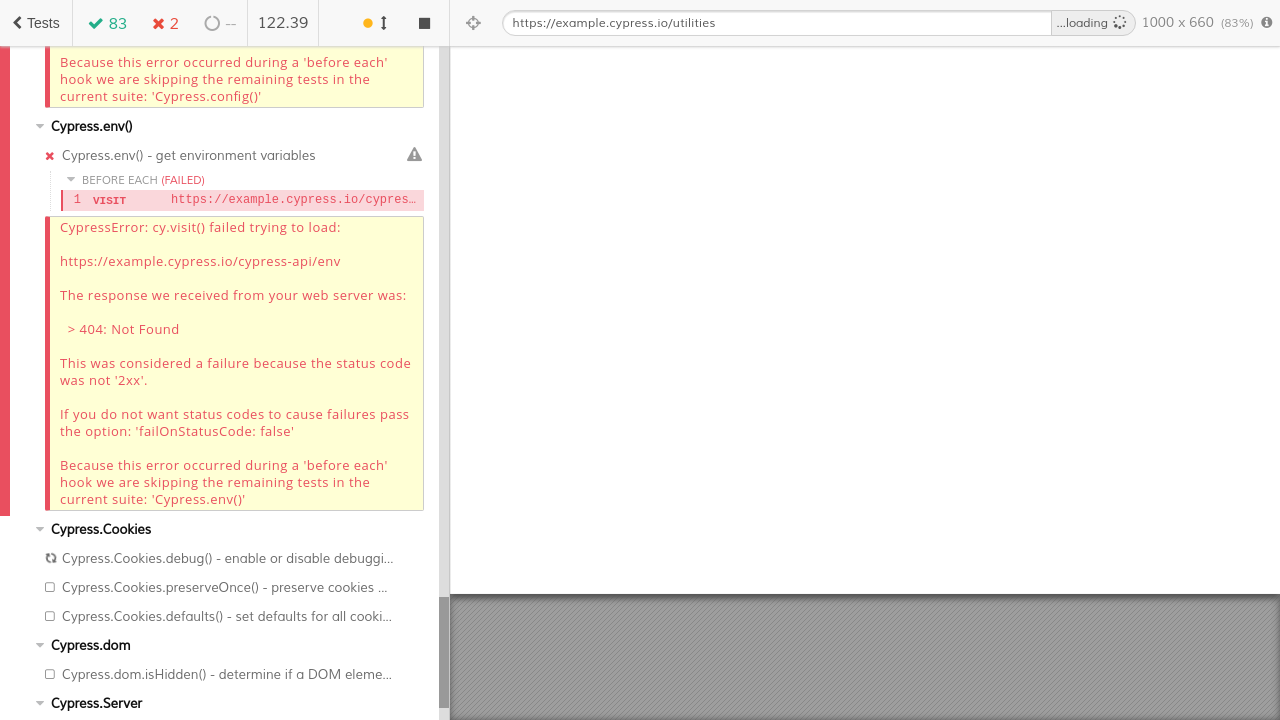 Tests 83 2 -- 122.39 https://example.cypress.io/utilities ...loading 1000 x 660 (83%)
Because this error occurred during a 'before each'
hook we are skipping the remaining tests in the
current suite: 'Cypress.config()'
Cypress.env()
Cypress.env() - get environment variables
BEFORE EACH (FAILED)
1 VISIT https://example.cypress.io/cypres…
CypressError: cy.visit() failed trying to load:
https://example.cypress.io/cypress-api/env
The response we received from your web server was:
> 404: Not Found
This was considered a failure because the status code
was not '2xx'.
If you do not want status codes to cause failures pass
the option: 'failOnStatusCode: false'
Because this error occurred during a 'before each'
hook we are skipping the remaining tests in the
current suite: 'Cypress.env()'
Cypress.Cookies
Cypress.Cookies.debug() - enable or disable debuggi...
Cypress.Cookies.preserveOnce() - preserve cookies ...
Cypress.Cookies.defaults() - set defaults for all cooki...
Cypress.dom
Cypress.dom.isHidden() - determine if a DOM eleme...
Cypress.Server